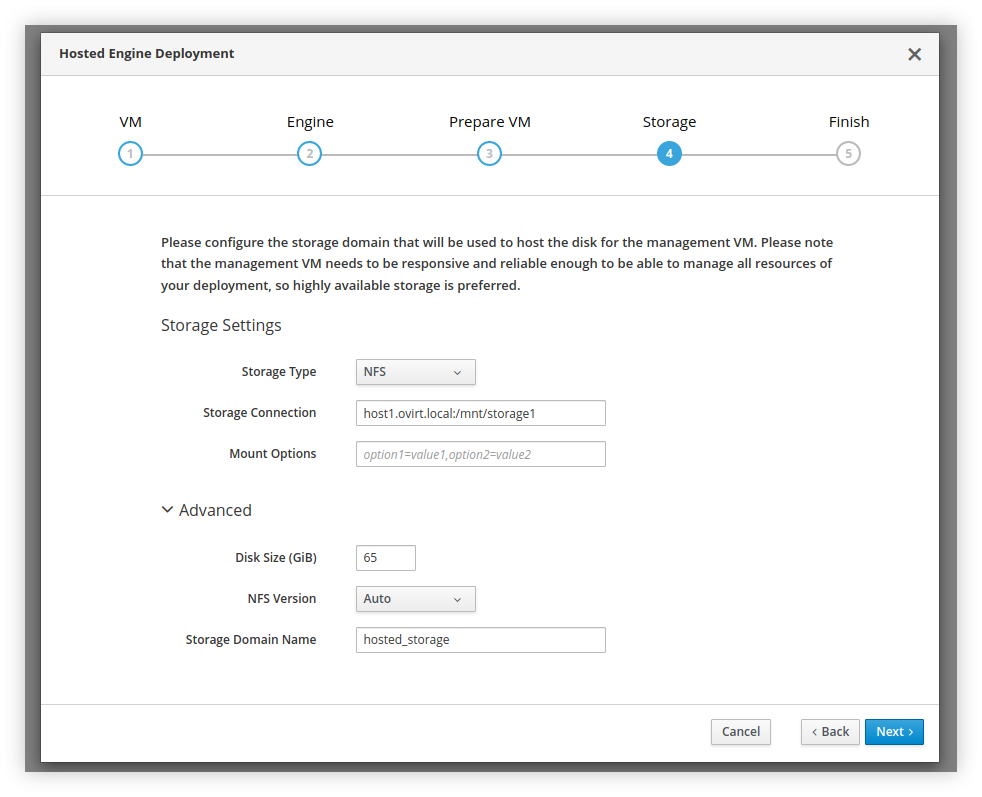 Hosted Engine Deployment
VM
Engine
Prepare VM
Storage
Finish
1
2
3
4
5
Please configure the storage domain that will be used to host the disk for the management VM. Please note
that the management VM needs to be responsive and reliable enough to be able to manage all resources of
your deployment, so highly available storage is preferred.
Storage Settings
Storage Type
NFS
Storage Connection
host1.ovirt.local:/mnt/storage1
Mount Options
option1=value1,option2=value2
Advanced
Disk Size (GiB)
65
NFS Version
Auto
Storage Domain Name
hosted_storage
Cancel
‹ Back
Next ›